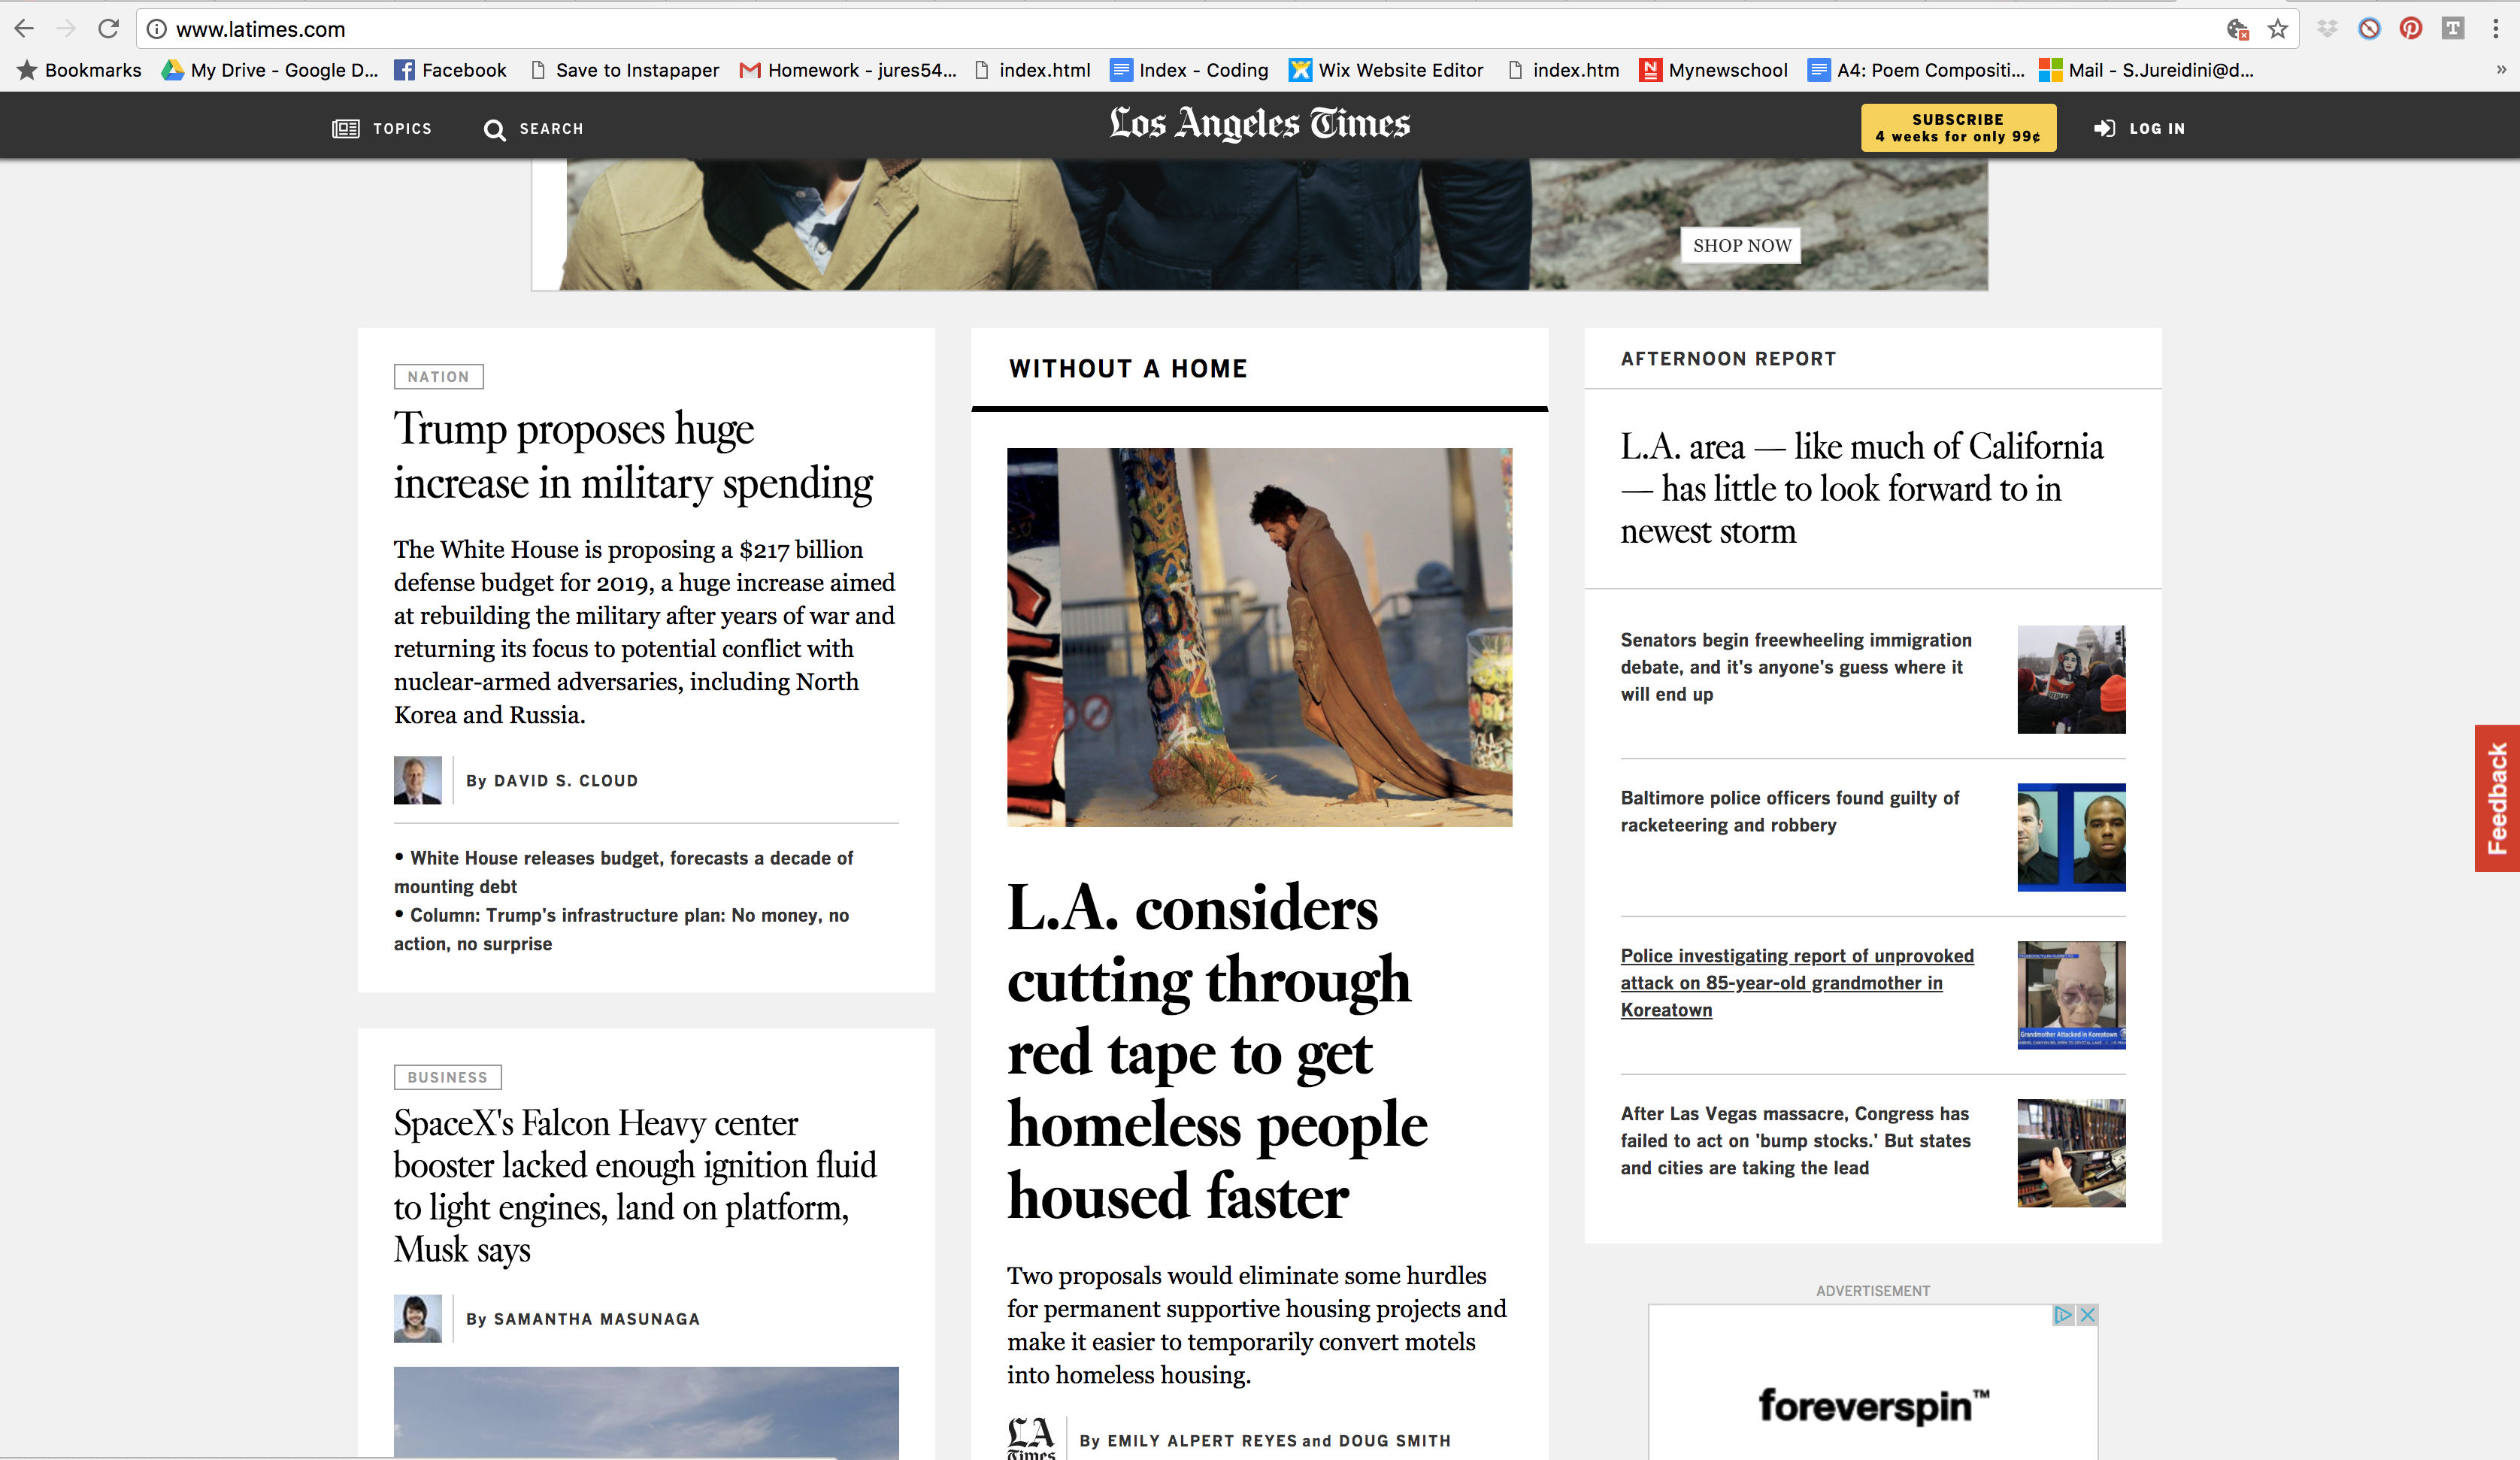 www.latimes.com
Bookmarks
My Drive - Google D...
Facebook
Save to Instapaper
Homework - jures54...
index.html
Index - Coding
Wix Website Editor
index.htm
Mynewschool
A4: Poem Compositi...
Mail - S.Jureidini@d...
»
TOPICS
SEARCH
Los Angeles Times
SUBSCRIBE
4 weeks for only 99¢
LOG IN
SHOP NOW
NATION
Trump proposes huge
increase in military spending
The White House is proposing a $217 billion
defense budget for 2019, a huge increase aimed
at rebuilding the military after years of war and
returning its focus to potential conflict with
nuclear-armed adversaries, including North
Korea and Russia.
By DAVID S. CLOUD
• White House releases budget, forecasts a decade of
mounting debt
• Column: Trump's infrastructure plan: No money, no
action, no surprise
BUSINESS
SpaceX's Falcon Heavy center
booster lacked enough ignition fluid
to light engines, land on platform,
Musk says
By SAMANTHA MASUNAGA
WITHOUT A HOME
L.A. considers
cutting through
red tape to get
homeless people
housed faster
Two proposals would eliminate some hurdles
for permanent supportive housing projects and
make it easier to temporarily convert motels
into homeless housing.
LA
Times
By EMILY ALPERT REYES and DOUG SMITH
AFTERNOON REPORT
L.A. area — like much of California
— has little to look forward to in
newest storm
Senators begin freewheeling immigration
debate, and it's anyone's guess where it
will end up
Baltimore police officers found guilty of
racketeering and robbery
Police investigating report of unprovoked
attack on 85-year-old grandmother in
Koreatown
Grandmother Attacked in Koreatown
After Las Vegas massacre, Congress has
failed to act on 'bump stocks.' But states
and cities are taking the lead
ADVERTISEMENT
foreverspin™
Feedback